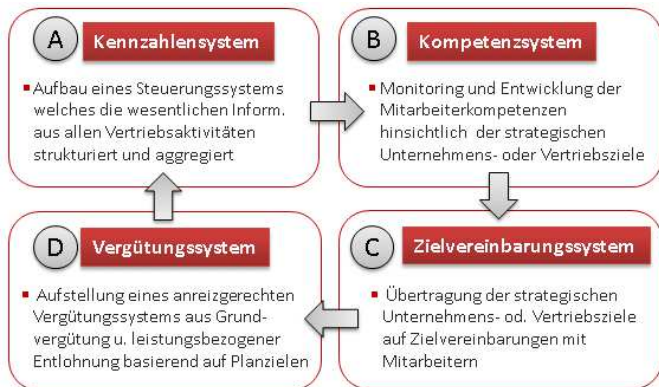 A Kennzahlensystem
▪ Aufbau eines Steuerungssystems
welches die wesentlichen Inform.
aus allen Vertriebsaktivitäten
strukturiert und aggregiert
B Kompetenzsystem
▪ Monitoring und Entwicklung der
Mitarbeiterkompetenzen
hinsichtlich der strategischen
Unternehmens- oder Vertriebsziele
C Zielvereinbarungssystem
▪ Übertragung der strategischen
Unternehmens- od. Vertriebsziele
auf Zielvereinbarungen mit
Mitarbeitern
D Vergütungssystem
▪ Aufstellung eines anreizgerechten
Vergütungssystems aus Grund-
vergütung u. leistungsbezogener
Entlohnung basierend auf Planzielen